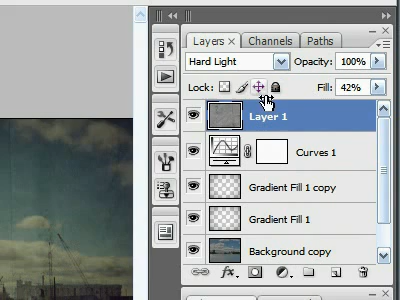 Layers × Channels Paths
Hard Light Opacity: 100%
Lock: Fill: 42%
Layer 1
Curves 1
Gradient Fill 1 copy
Gradient Fill 1
Background copy
fx.